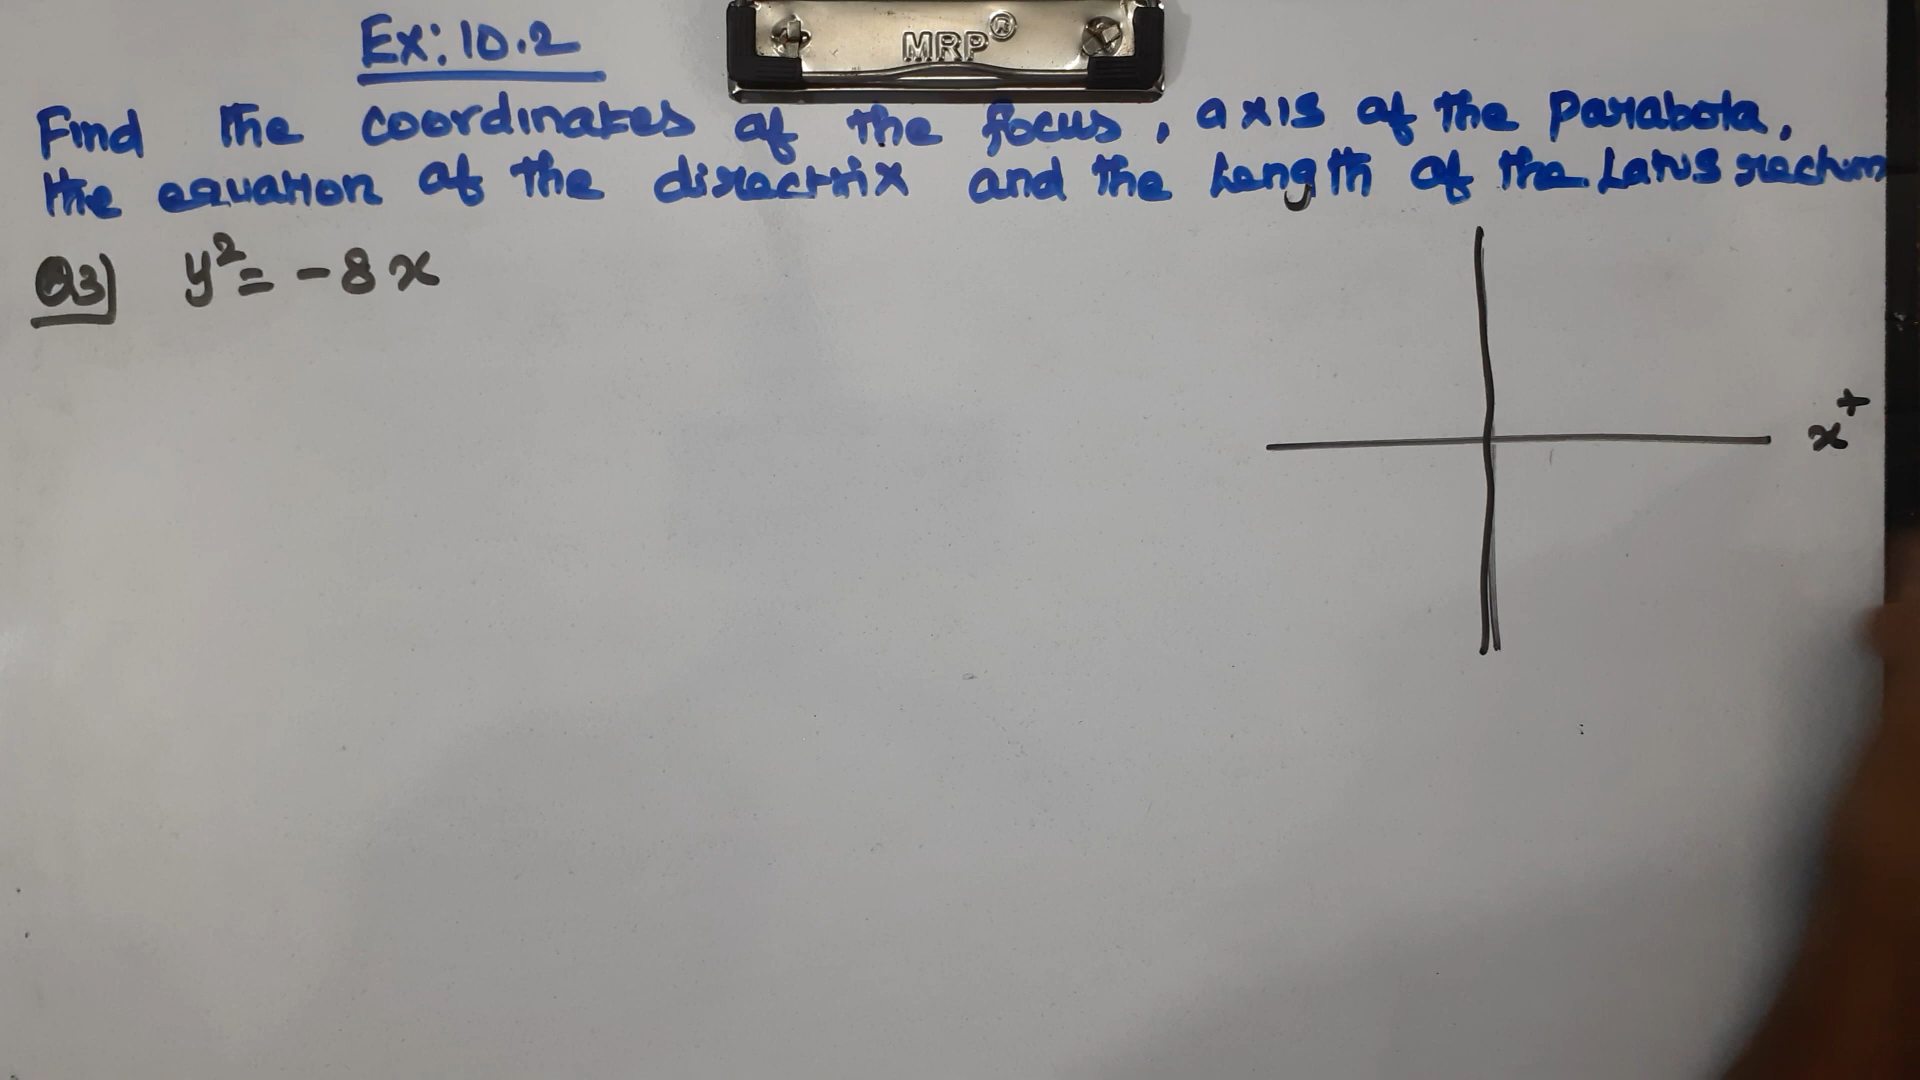 Ex: 10.2
MRP®
Find the coordinates of the focus, axis of the parabola,
the equation of the directrix and the length of the Latus rectum
Q3) y² = -8x
x⁺